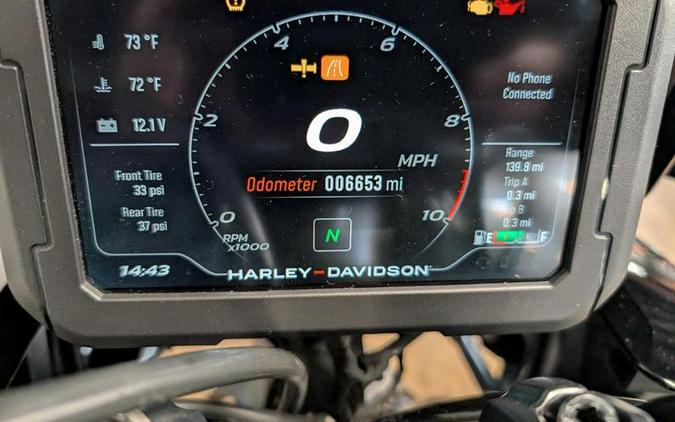 4 6
73 °F
No Phone
Connected
72 °F
2 8
12.1 V
0
MPH
Range
139.8 mi
Front Tire
33 psi
Trip A
0.3 mi
Odometer 006653 mi
Rear Tire
37 psi
Trip B
0.3 mi
0 10
RPM
x1000
N
E F
14:43
HARLEY-DAVIDSON